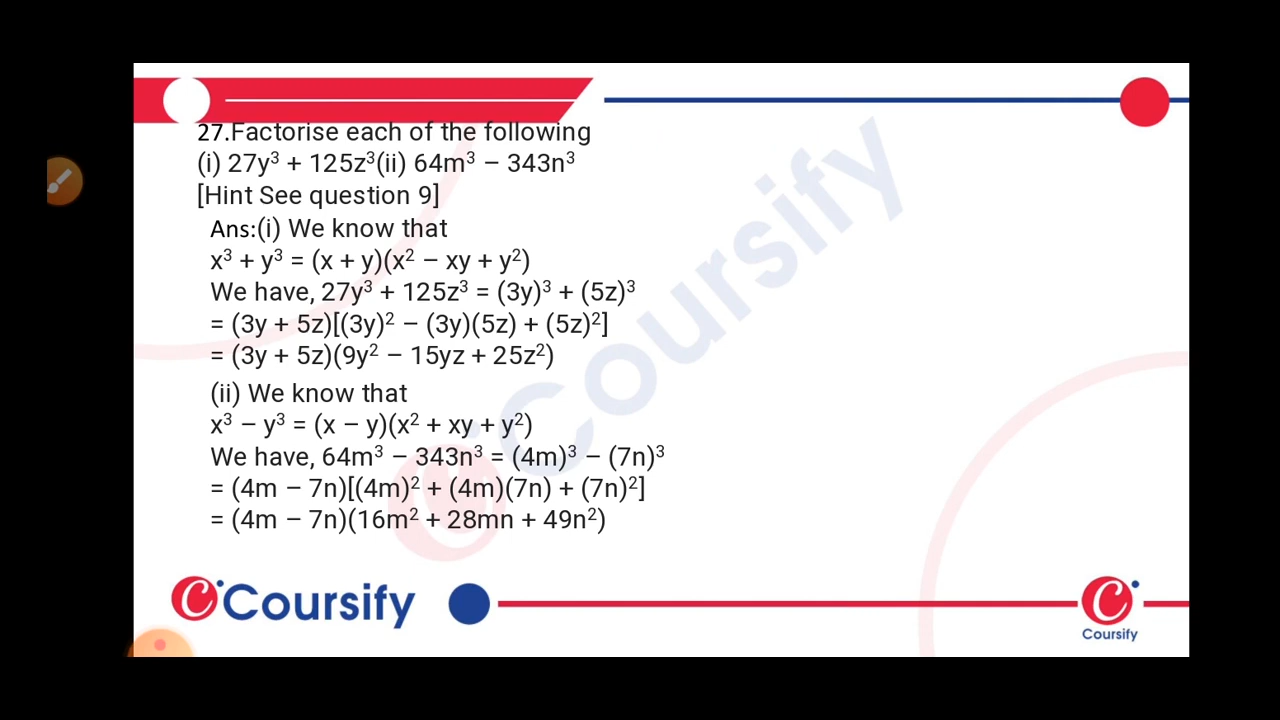 27.Factorise each of the following
(i) 27y³ + 125z³(ii) 64m³ − 343n³
[Hint See question 9]
Ans:(i) We know that
x³ + y³ = (x + y)(x² − xy + y²)
We have, 27y³ + 125z³ = (3y)³ + (5z)³
= (3y + 5z)[(3y)² − (3y)(5z) + (5z)²]
= (3y + 5z)(9y² − 15yz + 25z²)
(ii) We know that
x³ − y³ = (x − y)(x² + xy + y²)
We have, 64m³ − 343n³ = (4m)³ − (7n)³
= (4m − 7n)[(4m)² + (4m)(7n) + (7n)²]
= (4m − 7n)(16m² + 28mn + 49n²)
Coursify
Coursify
Coursify